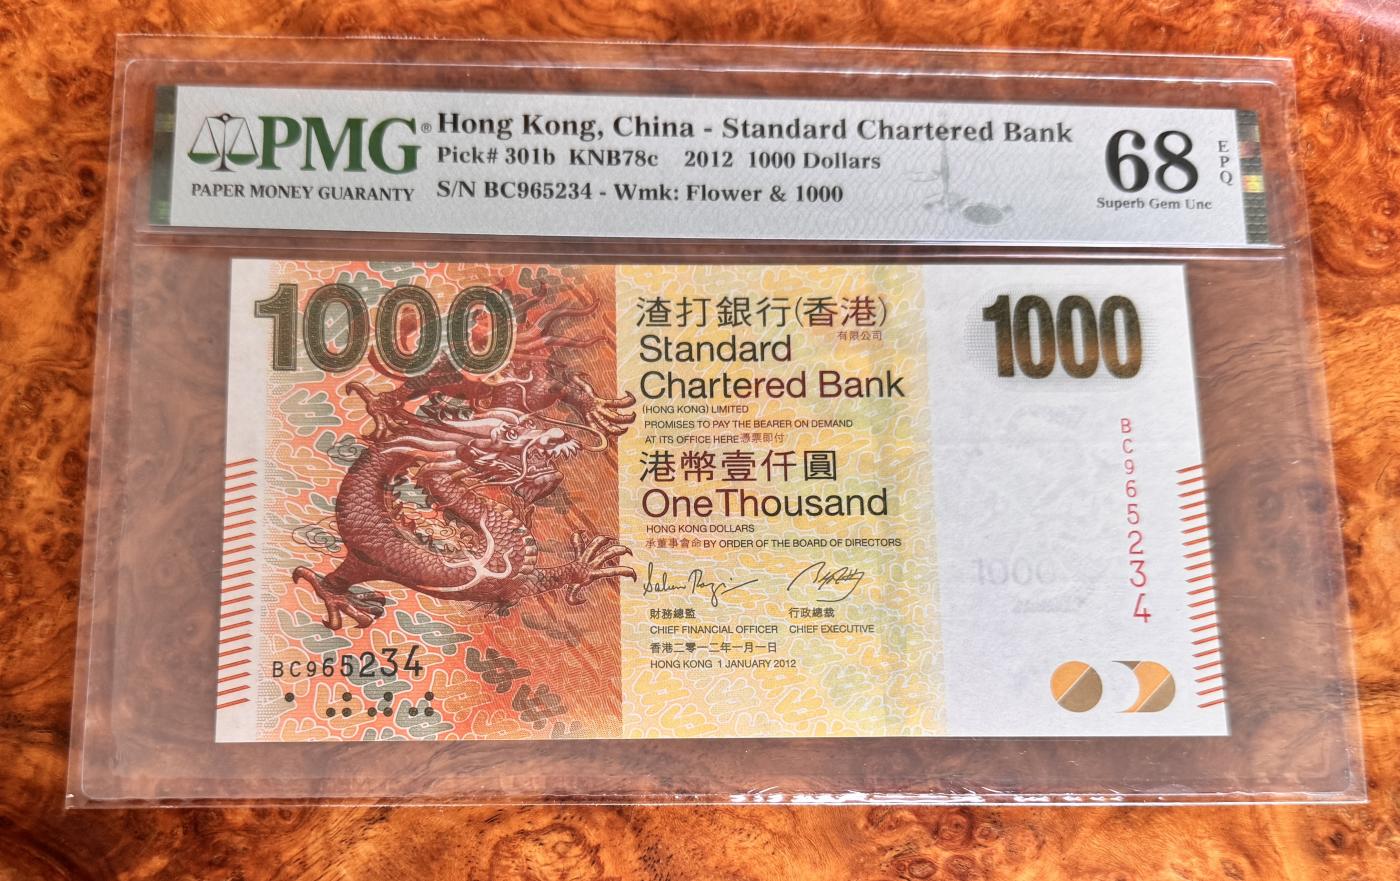 PMG®
PAPER MONEY GUARANTY
Hong Kong, China - Standard Chartered Bank
Pick# 301b KNB78c 2012 1000 Dollars
S/N BC965234 - Wmk: Flower & 1000
68
EPQ
Superb Gem Unc
1000
渣打銀行(香港)
有限公司
Standard
Chartered Bank
(HONG KONG) LIMITED
PROMISES TO PAY THE BEARER ON DEMAND
AT ITS OFFICE HERE 憑票即付
港幣壹仟圓
One Thousand
HONG KONG DOLLARS
承董事會命 BY ORDER OF THE BOARD OF DIRECTORS
財務總監 行政總裁
CHIEF FINANCIAL OFFICER CHIEF EXECUTIVE
香港二零一二年一月一日
HONG KONG 1 JANUARY 2012
BC965234
1000
BC965234
1000